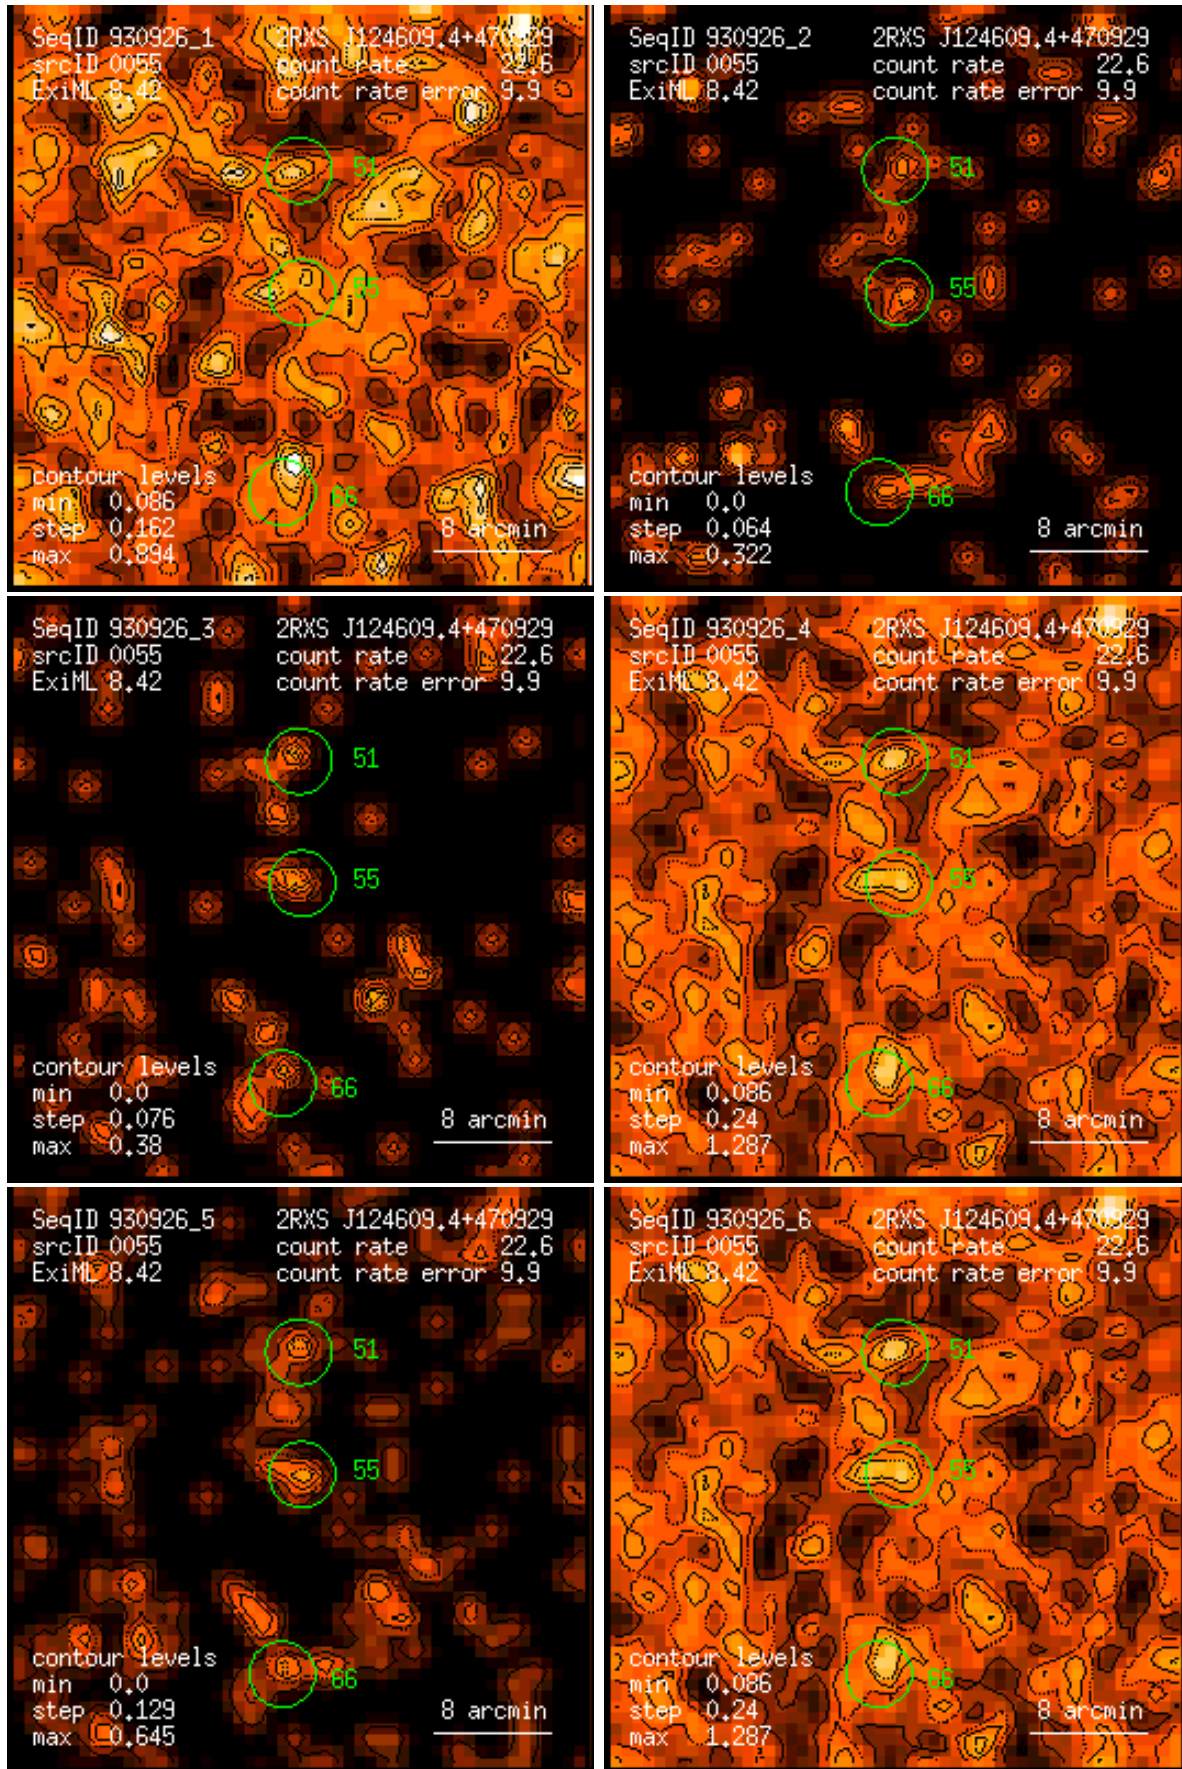 SeqID 930926_1 2RXS J124609.4+470929
srcID 0055 count rate 22.6
ExiML 8.42 count rate error 9.9
51
55
66
contour levels
min 0.086
step 0.162
max 0.894
8 arcmin
SeqID 930926_2 2RXS J124609.4+470929
srcID 0055 count rate 22.6
ExiML 8.42 count rate error 9.9
51
55
66
contour levels
min 0.0
step 0.064
max 0.322
8 arcmin
SeqID 930926_3 2RXS J124609.4+470929
srcID 0055 count rate 22.6
ExiML 8.42 count rate error 9.9
51
55
66
contour levels
min 0.0
step 0.076
max 0.38
8 arcmin
SeqID 930926_4 2RXS J124609.4+470929
srcID 0055 count rate 22.6
ExiML 8.42 count rate error 9.9
51
55
66
contour levels
min 0.086
step 0.24
max 1.287
8 arcmin
SeqID 930926_5 2RXS J124609.4+470929
srcID 0055 count rate 22.6
ExiML 8.42 count rate error 9.9
51
55
66
contour levels
min 0.0
step 0.129
max 0.645
8 arcmin
SeqID 930926_6 2RXS J124609.4+470929
srcID 0055 count rate 22.6
ExiML 8.42 count rate error 9.9
51
55
66
contour levels
min 0.086
step 0.24
max 1.287
8 arcmin